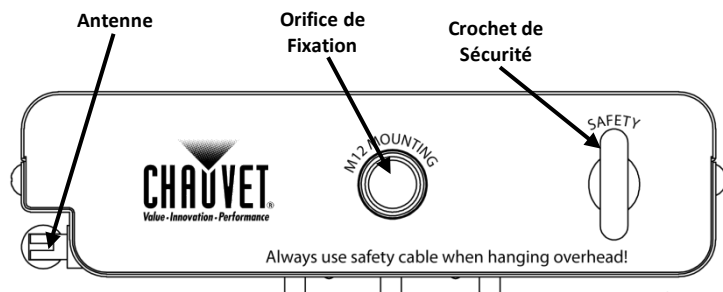 Antenne
Orifice de
Fixation
Crochet de
Sécurité
M12 MOUNTING
SAFETY
CHAUVET®
Value·Innovation·Performance
Always use safety cable when hanging overhead!